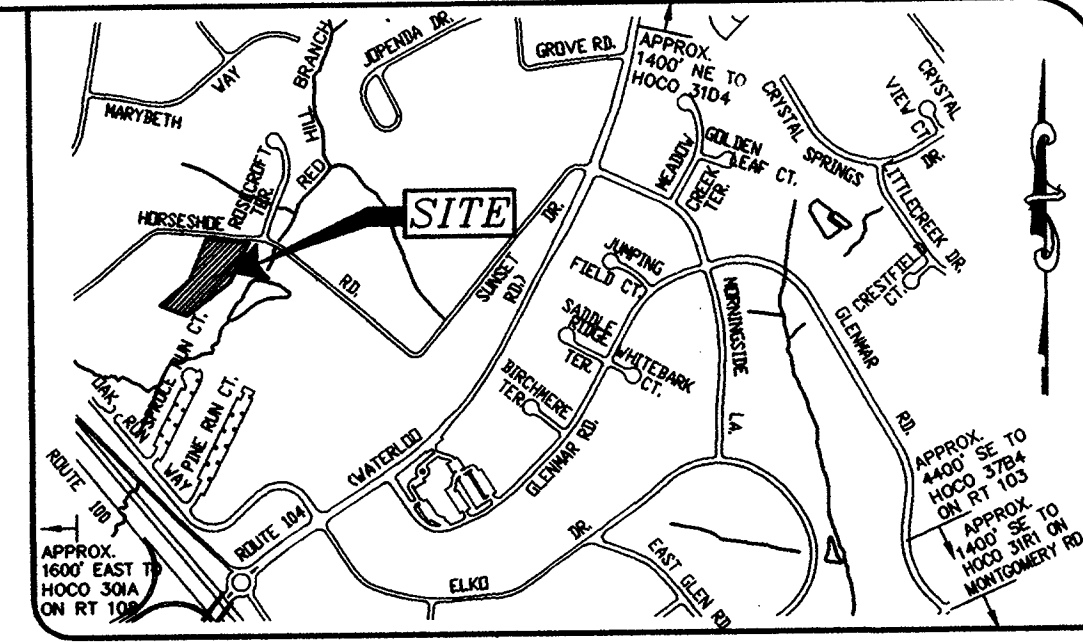 JOPENDA DR.
GROVE RD.
APPROX.
1400' NE TO
HOCO 31D4
MARYBETH
WAY
RED
HILL
BRANCH
ROSECROFT
TER.
HORSESHOE
RD.
SITE
SUNSET
DR.
MEADOW
CREEK TER.
GOLDEN
LEAF CT.
CRYSTAL SPRINGS
DR.
CRYSTAL
VIEW CT.
LITTLECREEK DR.
CRESTFIELD
CT.
JUMPING
FIELD CT.
SADDLE
RIDGE
TER.
WHITEBARK
CT.
BIRCHMERE
TER.
MORNINGSIDE
LA.
GLENMAR
RD.
GLENMAR RD.
OAK
RUN
WAY
SPRUCE RUN CT.
PINE RUN CT.
ROUTE 100
ROUTE 104
(WATERLOO
RD.)
ELKO
DR.
EAST GLEN RD.
APPROX.
1600' EAST TO
HOCO 301A
ON RT 108
APPROX.
4400' SE TO
HOCO 37B4
ON RT 103
APPROX.
1400' SE TO
HOCO 31R1 ON
MONTGOMERY RD